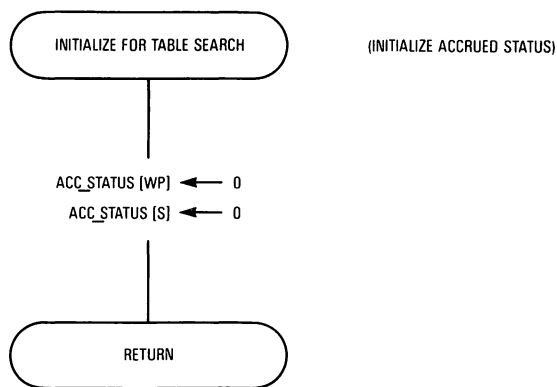 INITIALIZE FOR TABLE SEARCH (INITIALIZE ACCRUED STATUS)
ACC_STATUS [WP] ← 0
ACC_STATUS [S] ← 0
RETURN